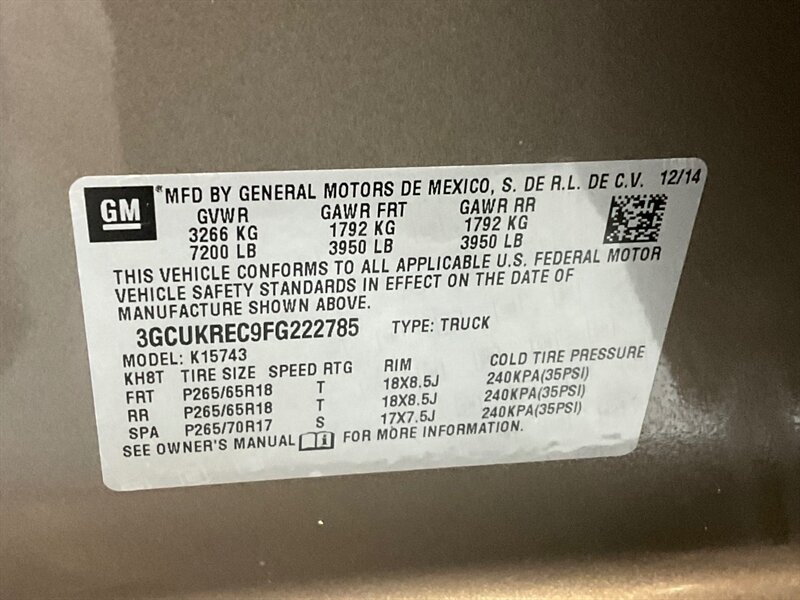 GM
MFD BY GENERAL MOTORS DE MEXICO, S. DE R.L. DE C.V. 12/14
GVWR GAWR FRT GAWR RR
3266 KG 1792 KG 1792 KG
7200 LB 3950 LB 3950 LB
THIS VEHICLE CONFORMS TO ALL APPLICABLE U.S. FEDERAL MOTOR
VEHICLE SAFETY STANDARDS IN EFFECT ON THE DATE OF
MANUFACTURE SHOWN ABOVE.
3GCUKREC9FG222785 TYPE: TRUCK
MODEL: K15743
KH8T TIRE SIZE SPEED RTG RIM COLD TIRE PRESSURE
FRT P265/65R18 T 18X8.5J 240KPA(35PSI)
RR P265/65R18 T 18X8.5J 240KPA(35PSI)
SPA P265/70R17 S 17X7.5J 240KPA(35PSI)
SEE OWNER'S MANUAL FOR MORE INFORMATION.